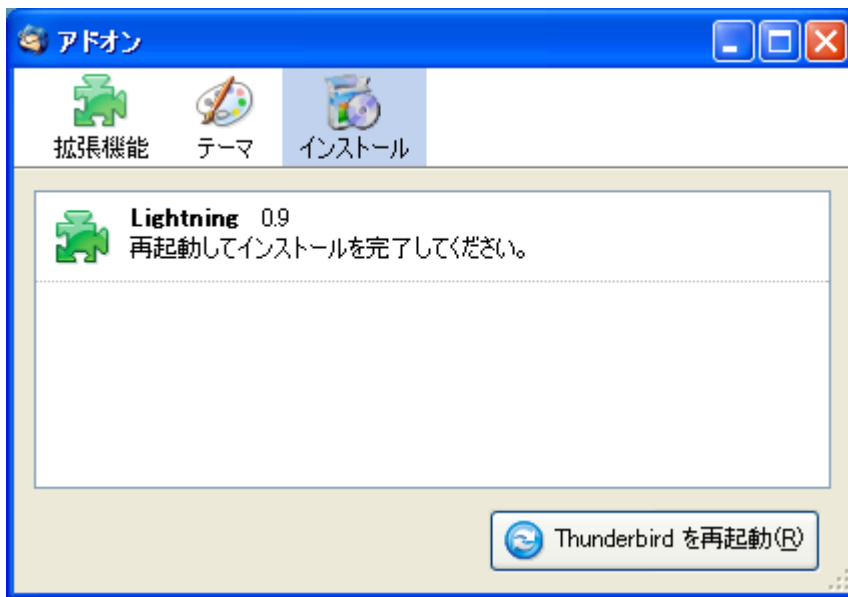 アドオン
拡張機能
テーマ
インストール
Lightning 0.9
再起動してインストールを完了してください。
Thunderbird を再起動(R)